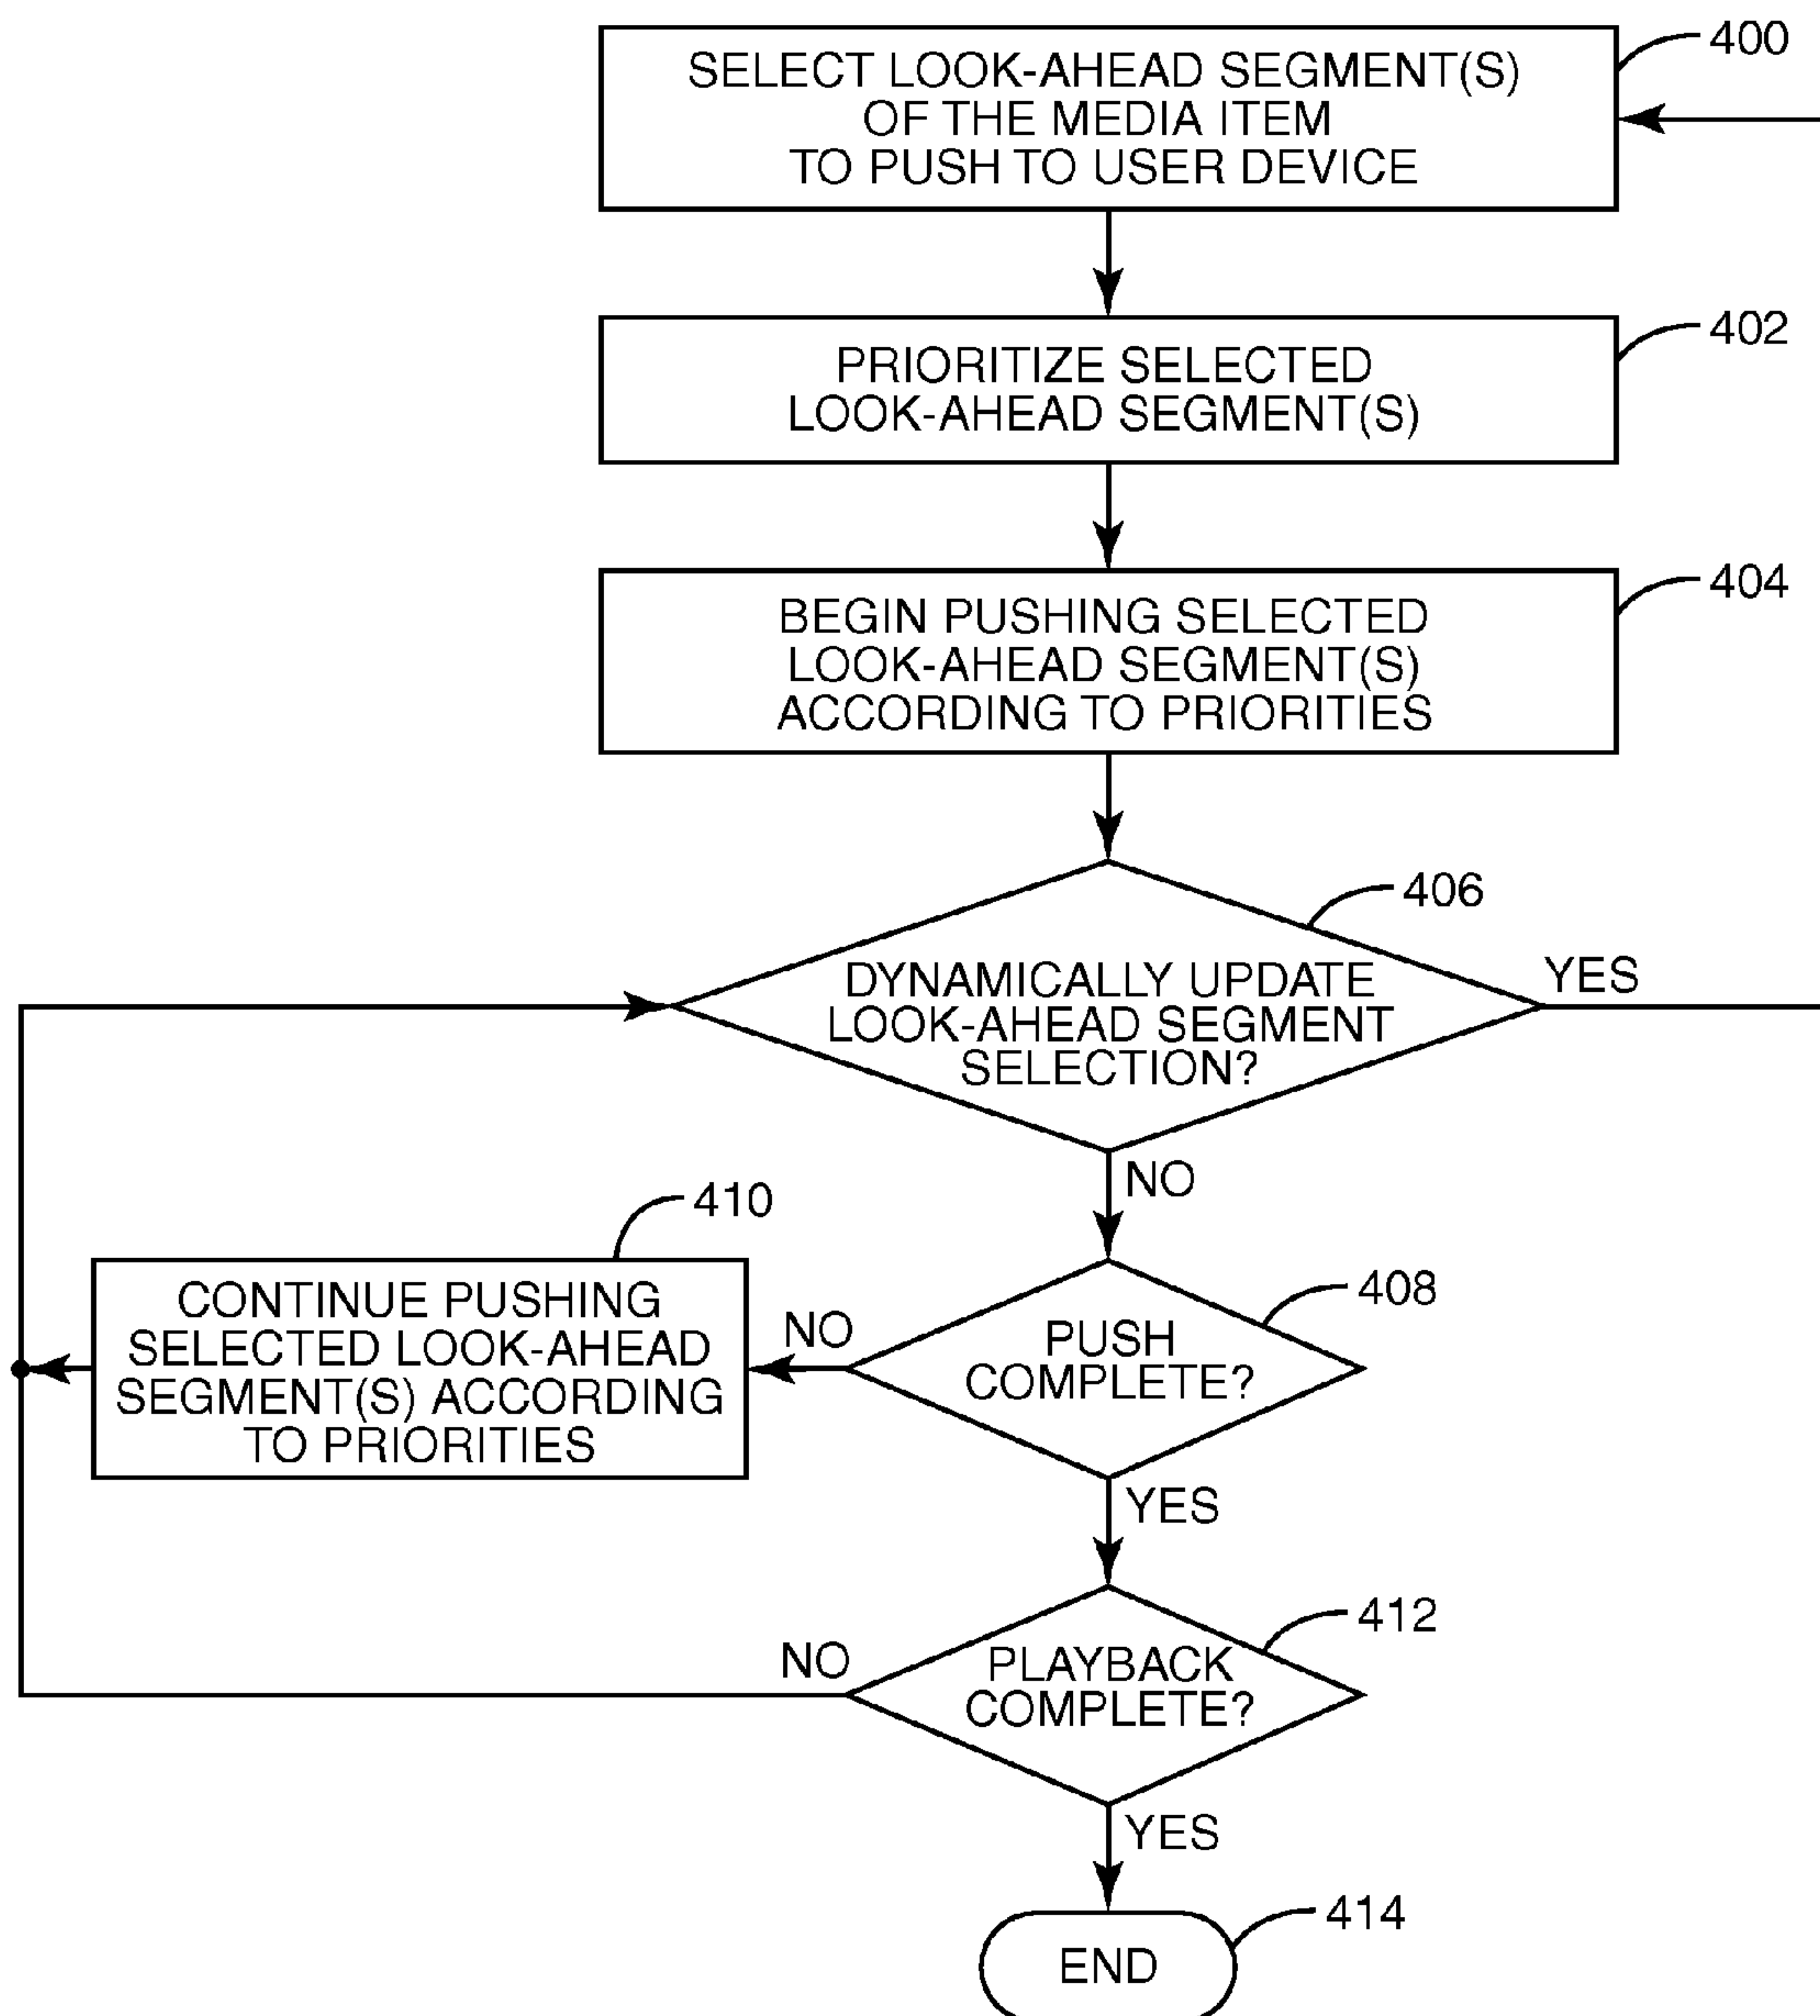 400
SELECT LOOK-AHEAD SEGMENT(S)
OF THE MEDIA ITEM
TO PUSH TO USER DEVICE
402
PRIORITIZE SELECTED
LOOK-AHEAD SEGMENT(S)
404
BEGIN PUSHING SELECTED
LOOK-AHEAD SEGMENT(S)
ACCORDING TO PRIORITIES
406
DYNAMICALLY UPDATE
LOOK-AHEAD SEGMENT
SELECTION?
YES
NO
410
CONTINUE PUSHING
SELECTED LOOK-AHEAD
SEGMENT(S) ACCORDING
TO PRIORITIES
NO
408
PUSH
COMPLETE?
YES
412
NO
PLAYBACK
COMPLETE?
YES
414
END